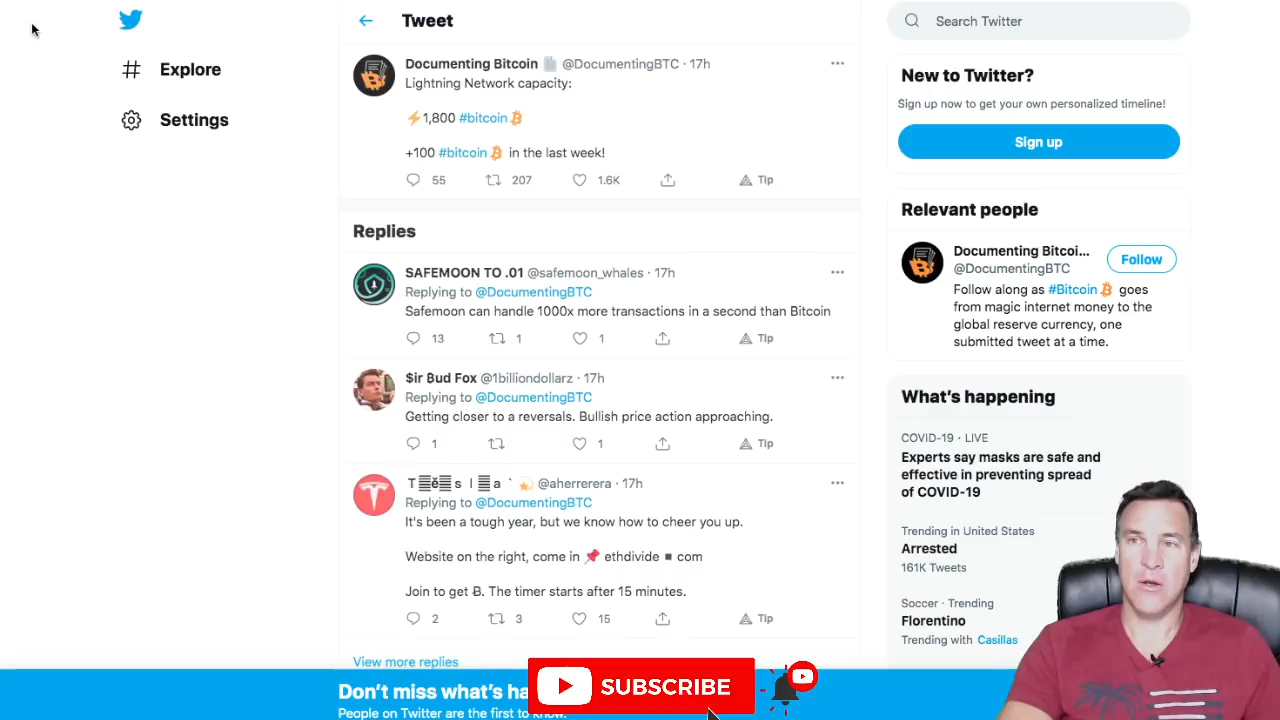 Explore
Settings
Tweet
Documenting Bitcoin @DocumentingBTC · 17h
Lightning Network capacity:
⚡1,800 #bitcoin
+100 #bitcoin in the last week!
55 207 1.6K Tip
Replies
SAFEMOON TO .01 @safemoon_whales · 17h
Replying to @DocumentingBTC
Safemoon can handle 1000x more transactions in a second than Bitcoin
13 1 1 Tip
$ir Bud Fox @1billiondollarz · 17h
Replying to @DocumentingBTC
Getting closer to a reversals. Bullish price action approaching.
1 1 Tip
@aherrerera · 17h
Replying to @DocumentingBTC
It's been a tough year, but we know how to cheer you up.
Website on the right, come in 📌 ethdivide ◾ com
Join to get Ƀ. The timer starts after 15 minutes.
2 3 15 Tip
View more replies
Search Twitter
New to Twitter?
Sign up now to get your own personalized timeline!
Sign up
Relevant people
Documenting Bitcoi...
@DocumentingBTC
Follow
Follow along as #Bitcoin goes
from magic internet money to the
global reserve currency, one
submitted tweet at a time.
What's happening
COVID-19 · LIVE
Experts say masks are safe and
effective in preventing spread
of COVID-19
Trending in United States
Arrested
161K Tweets
Soccer · Trending
Florentino
Trending with Casillas
Don't miss what's ha
People on Twitter are the first to know.
SUBSCRIBE